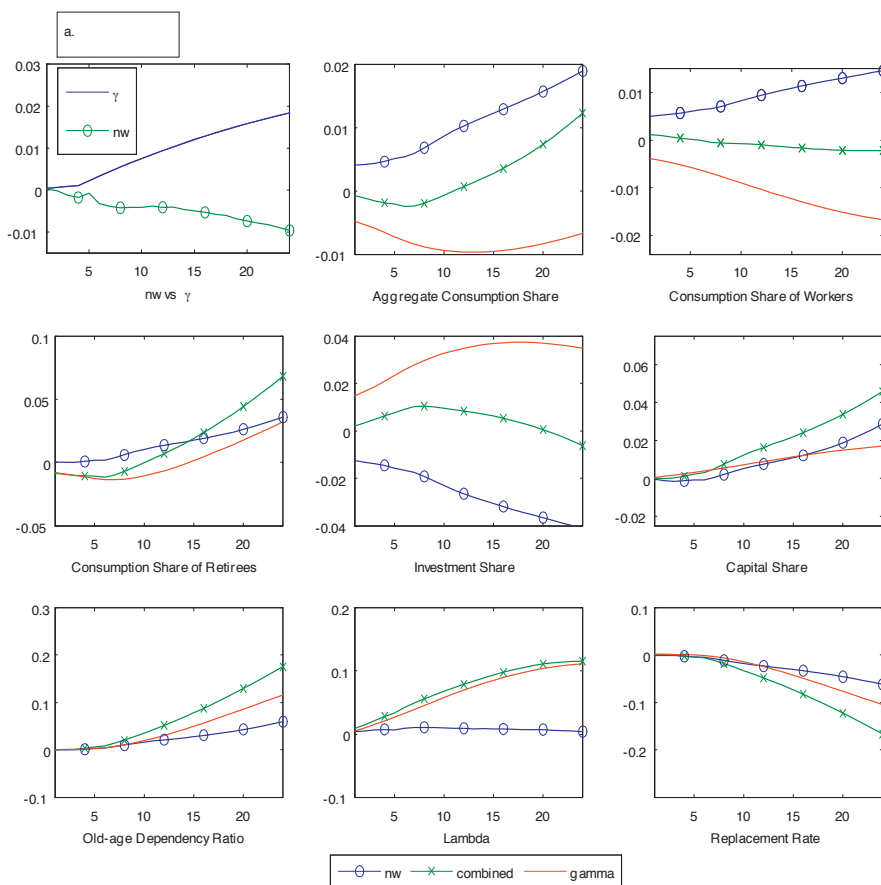 a.
0.03
0.02
0.01
0
-0.01
γ
nw
5 10 15 20
nw vs γ
0.02
0.01
0
-0.01
5 10 15 20
Aggregate Consumption Share
0.01
0
-0.01
-0.02
5 10 15 20
Consumption Share of Workers
0.1
0.05
0
-0.05
5 10 15 20
Consumption Share of Retirees
0.04
0.02
0
-0.02
-0.04
5 10 15 20
Investment Share
0.06
0.04
0.02
0
-0.02
5 10 15 20
Capital Share
0.3
0.2
0.1
0
-0.1
5 10 15 20
Old-age Dependency Ratio
0.2
0.1
0
-0.1
5 10 15 20
Lambda
0.1
0
-0.1
-0.2
5 10 15 20
Replacement Rate
nw combined gamma